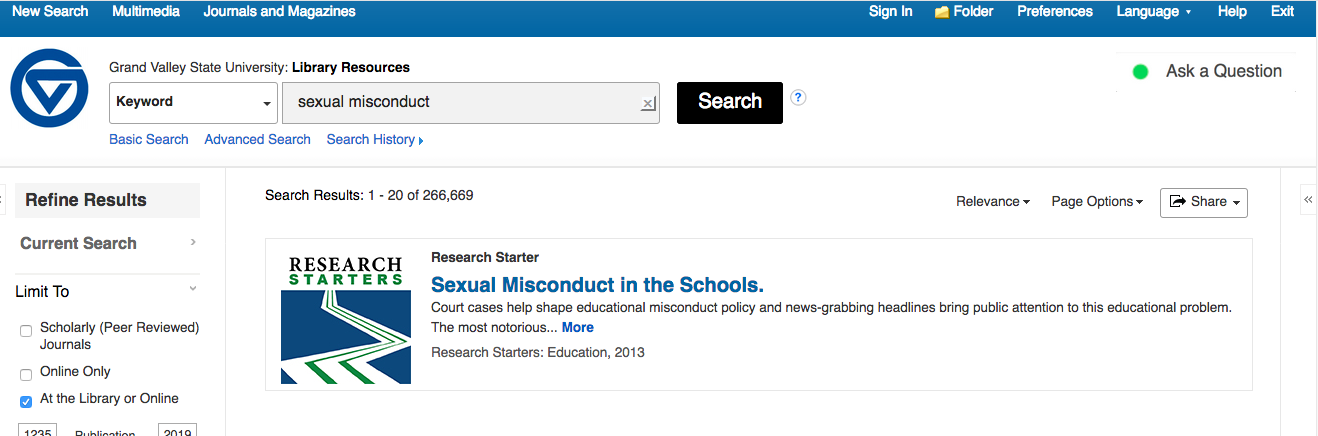 New Search Multimedia Journals and Magazines Sign In Folder Preferences Language Help Exit
Grand Valley State University: Library Resources
Keyword sexual misconduct Search ? Ask a Question
Basic Search Advanced Search Search History
Refine Results
Current Search
Limit To
Scholarly (Peer Reviewed)
Journals
Online Only
At the Library or Online
1235 Publication 2019
Search Results: 1 - 20 of 266,669
Relevance Page Options Share
RESEARCH
STARTERS
Research Starter
Sexual Misconduct in the Schools.
Court cases help shape educational misconduct policy and news-grabbing headlines bring public attention to this educational problem.
The most notorious... More
Research Starters: Education, 2013